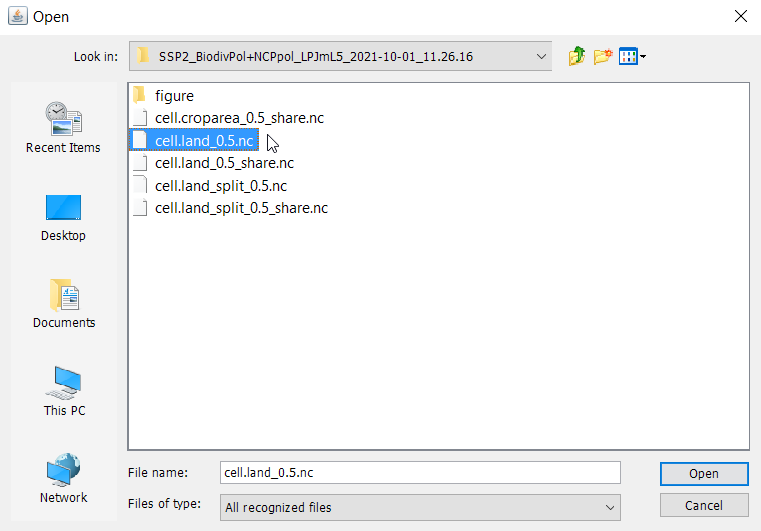 Open
Look in:
SSP2_BiodivPol+NCPpol_LPJmL5_2021-10-01_11.26.16
Recent Items
Desktop
Documents
This PC
Network
figure
cell.croparea_0.5_share.nc
cell.land_0.5.nc
cell.land_0.5_share.nc
cell.land_split_0.5.nc
cell.land_split_0.5_share.nc
File name:
cell.land_0.5.nc
Open
Files of type:
All recognized files
Cancel